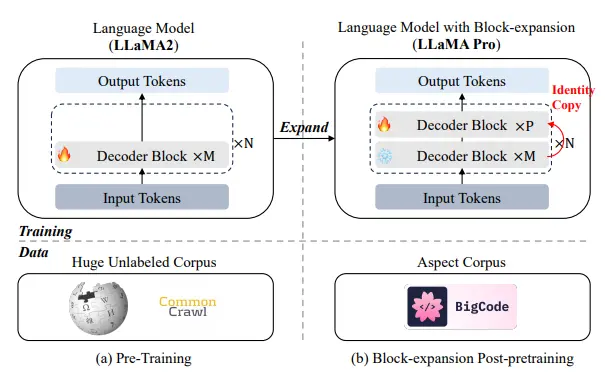 Language Model
(LLaMA2)
Output Tokens
Decoder Block ×M
×N
Input Tokens
Expand
Language Model with Block-expansion
(LLaMA Pro)
Output Tokens
Identity
Copy
Decoder Block ×P
Decoder Block ×M
×N
Input Tokens
Training
Data
Huge Unlabeled Corpus
Common
Crawl
(a) Pre-Training
Aspect Corpus
</>
BigCode
(b) Block-expansion Post-pretraining